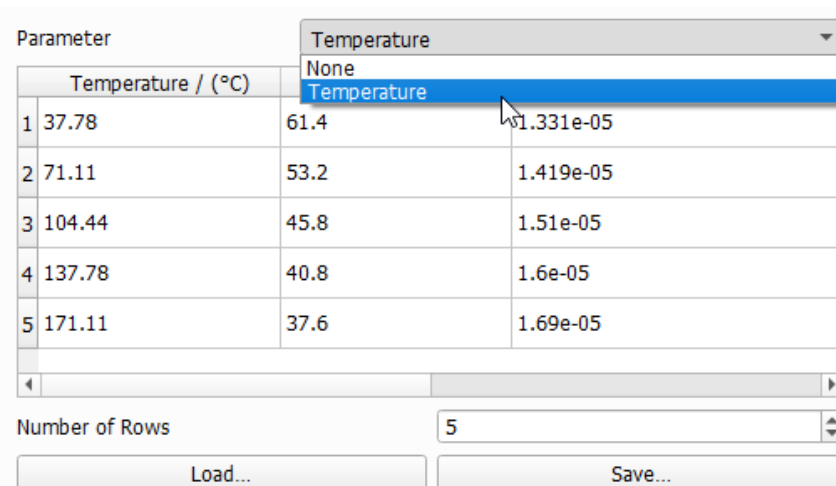 Parameter Temperature
None
Temperature / (°C) Temperature
1 37.78 61.4 1.331e-05
2 71.11 53.2 1.419e-05
3 104.44 45.8 1.51e-05
4 137.78 40.8 1.6e-05
5 171.11 37.6 1.69e-05
Number of Rows 5
Load... Save...